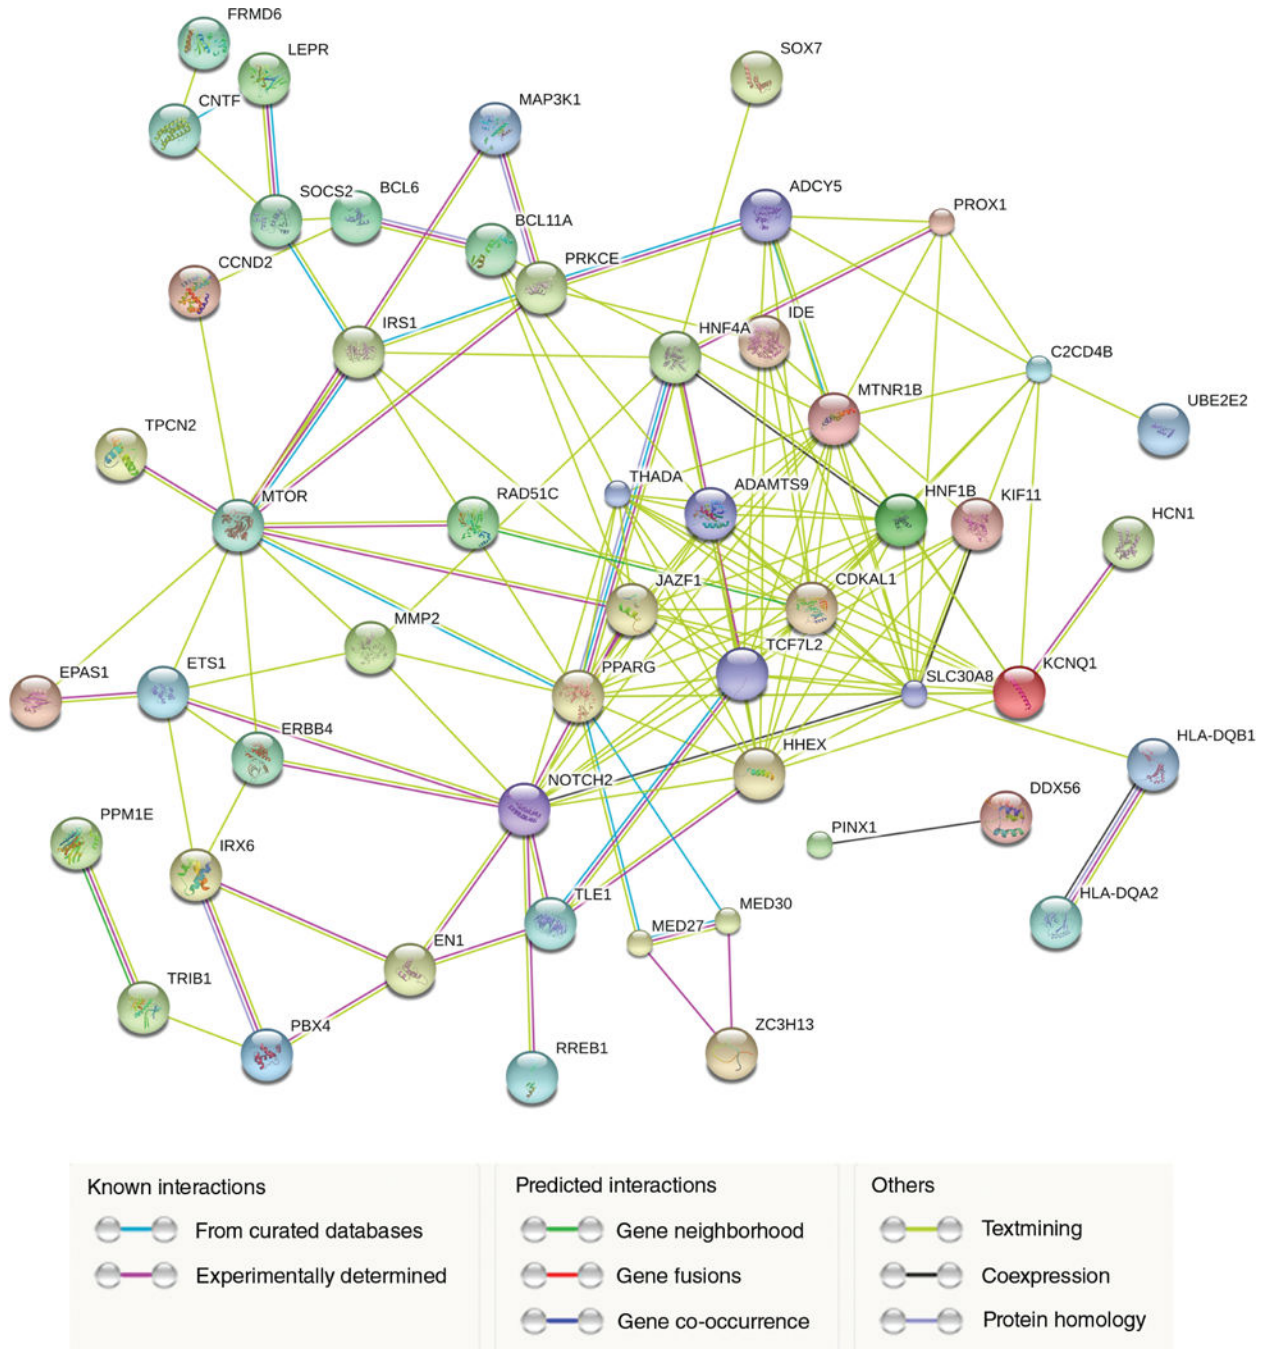 FRMD6
LEPR
SOX7
CNTF
MAP3K1
SOCS2
BCL6
ADCY5
PROX1
BCL11A
CCND2
PRKCE
IRS1
HNF4A
IDE
C2CD4B
MTNR1B
UBE2E2
TPCN2
THADA
ADAMTS9
MTOR
RAD51C
HNF1B
KIF11
HCN1
JAZF1
CDKAL1
MMP2
TCF7L2
EPAS1
ETS1
PPARG
SLC30A8
KCNQ1
ERBB4
HHEX
HLA-DQB1
NOTCH2
DDX56
PPM1E
PINX1
IRX6
TLE1
MED30
HLA-DQA2
MED27
EN1
TRIB1
PBX4
ZC3H13
RREB1
Known interactions
From curated databases
Experimentally determined
Predicted interactions
Gene neighborhood
Gene fusions
Gene co-occurrence
Others
Textmining
Coexpression
Protein homology